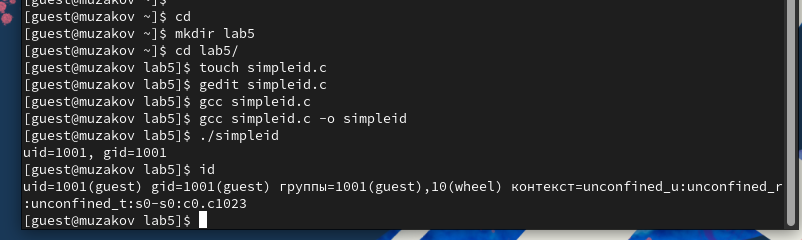 [guest@muzakov ~]$ cd
[guest@muzakov ~]$ mkdir lab5
[guest@muzakov ~]$ cd lab5/
[guest@muzakov lab5]$ touch simpleid.c
[guest@muzakov lab5]$ gedit simpleid.c
[guest@muzakov lab5]$ gcc simpleid.c
[guest@muzakov lab5]$ gcc simpleid.c -o simpleid
[guest@muzakov lab5]$ ./simpleid
uid=1001, gid=1001
[guest@muzakov lab5]$ id
uid=1001(guest) gid=1001(guest) группы=1001(guest),10(wheel) контекст=unconfined_u:unconfined_r
:unconfined_t:s0-s0:c0.c1023
[guest@muzakov lab5]$